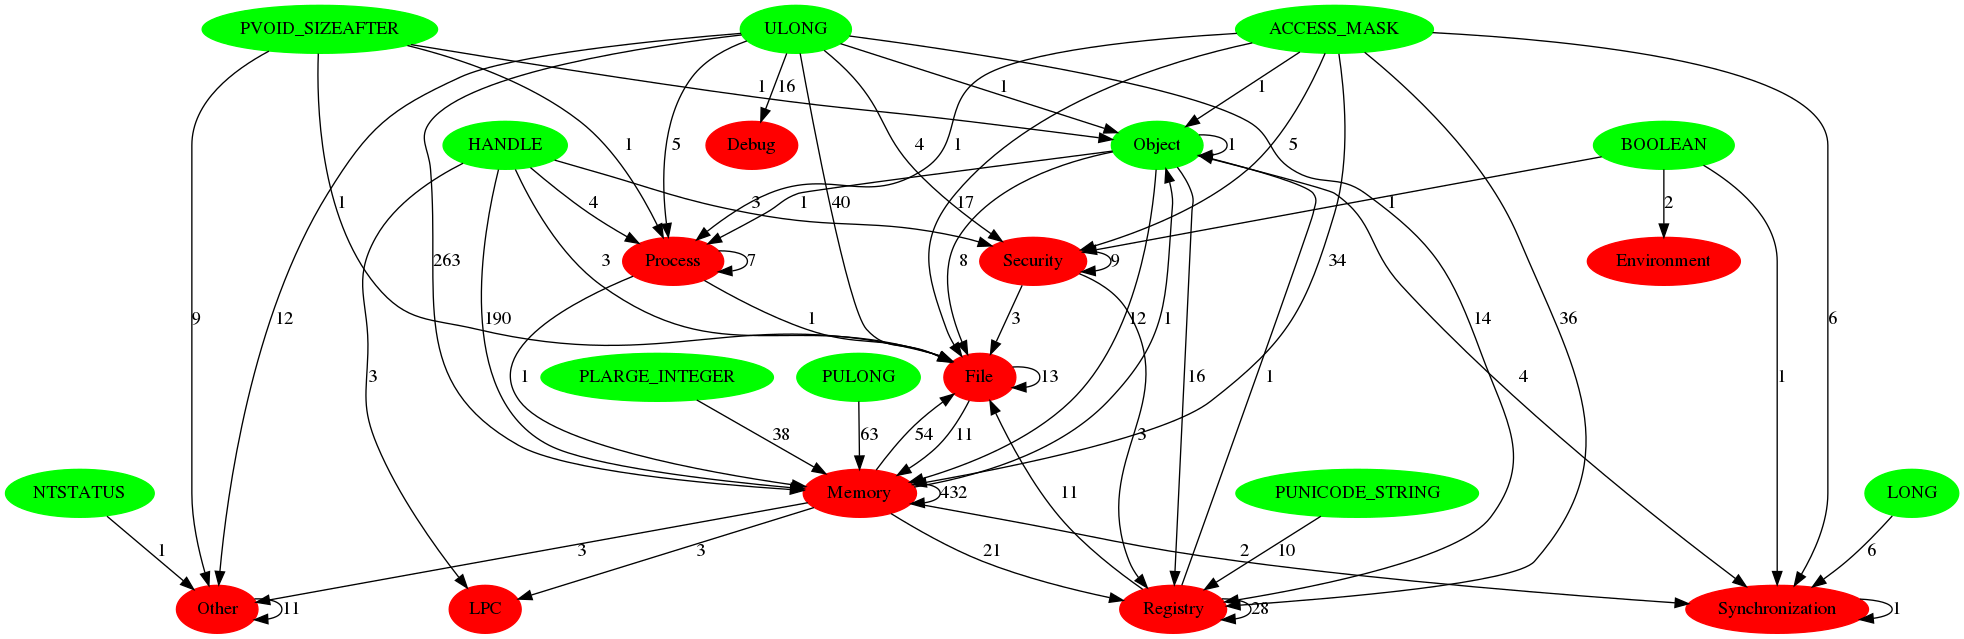 PVOID_SIZEAFTER
ULONG
ACCESS_MASK
1
16
1
1
HANDLE
1
5
Debug
4
1
Object
1
5
BOOLEAN
1
4
3
1
40
17
1
2
9
12
263
Process
7
8
Security
9
34
Environment
3
190
3
1
3
12
1
14
36
6
3
1
PLARGE_INTEGER
PULONG
File
13
16
1
4
1
38
63
54
11
3
NTSTATUS
Memory
432
11
PUNICODE_STRING
LONG
1
3
3
21
10
2
6
Other
11
LPC
Registry
28
Synchronization
1